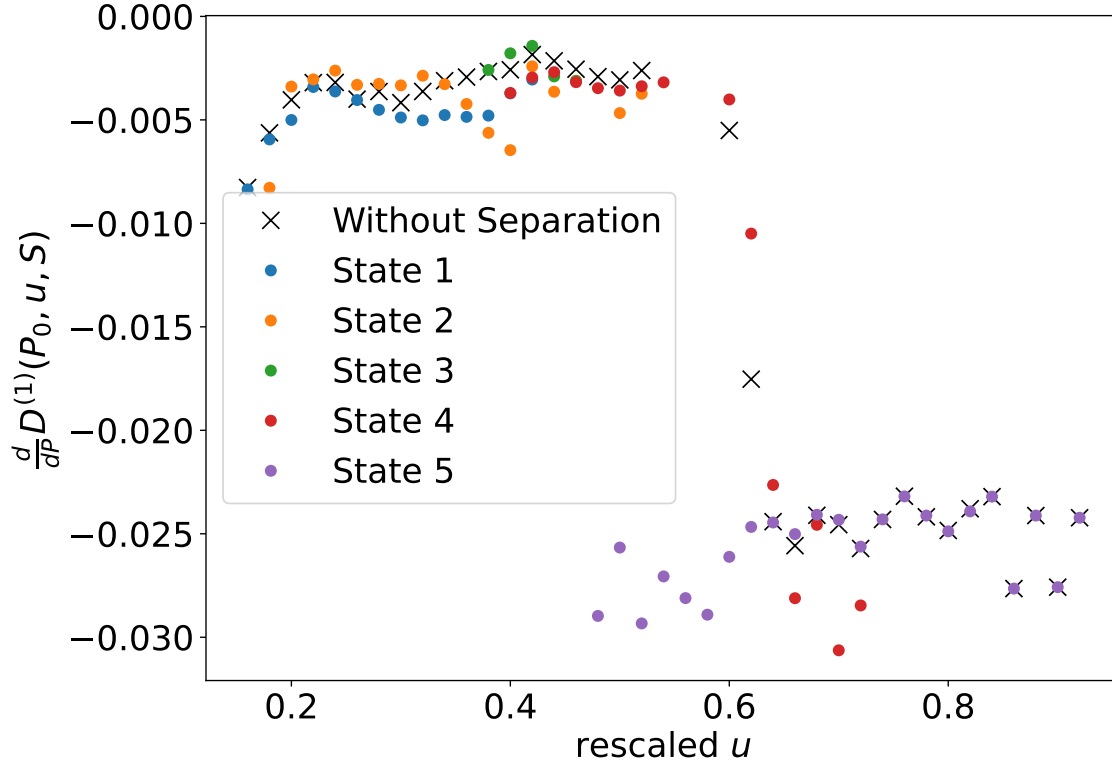 0.000
−0.005
−0.010
−0.015
−0.020
−0.025
−0.030
d/dP D^(1)(P_0, u, S)
Without Separation
State 1
State 2
State 3
State 4
State 5
0.2 0.4 0.6 0.8
rescaled u